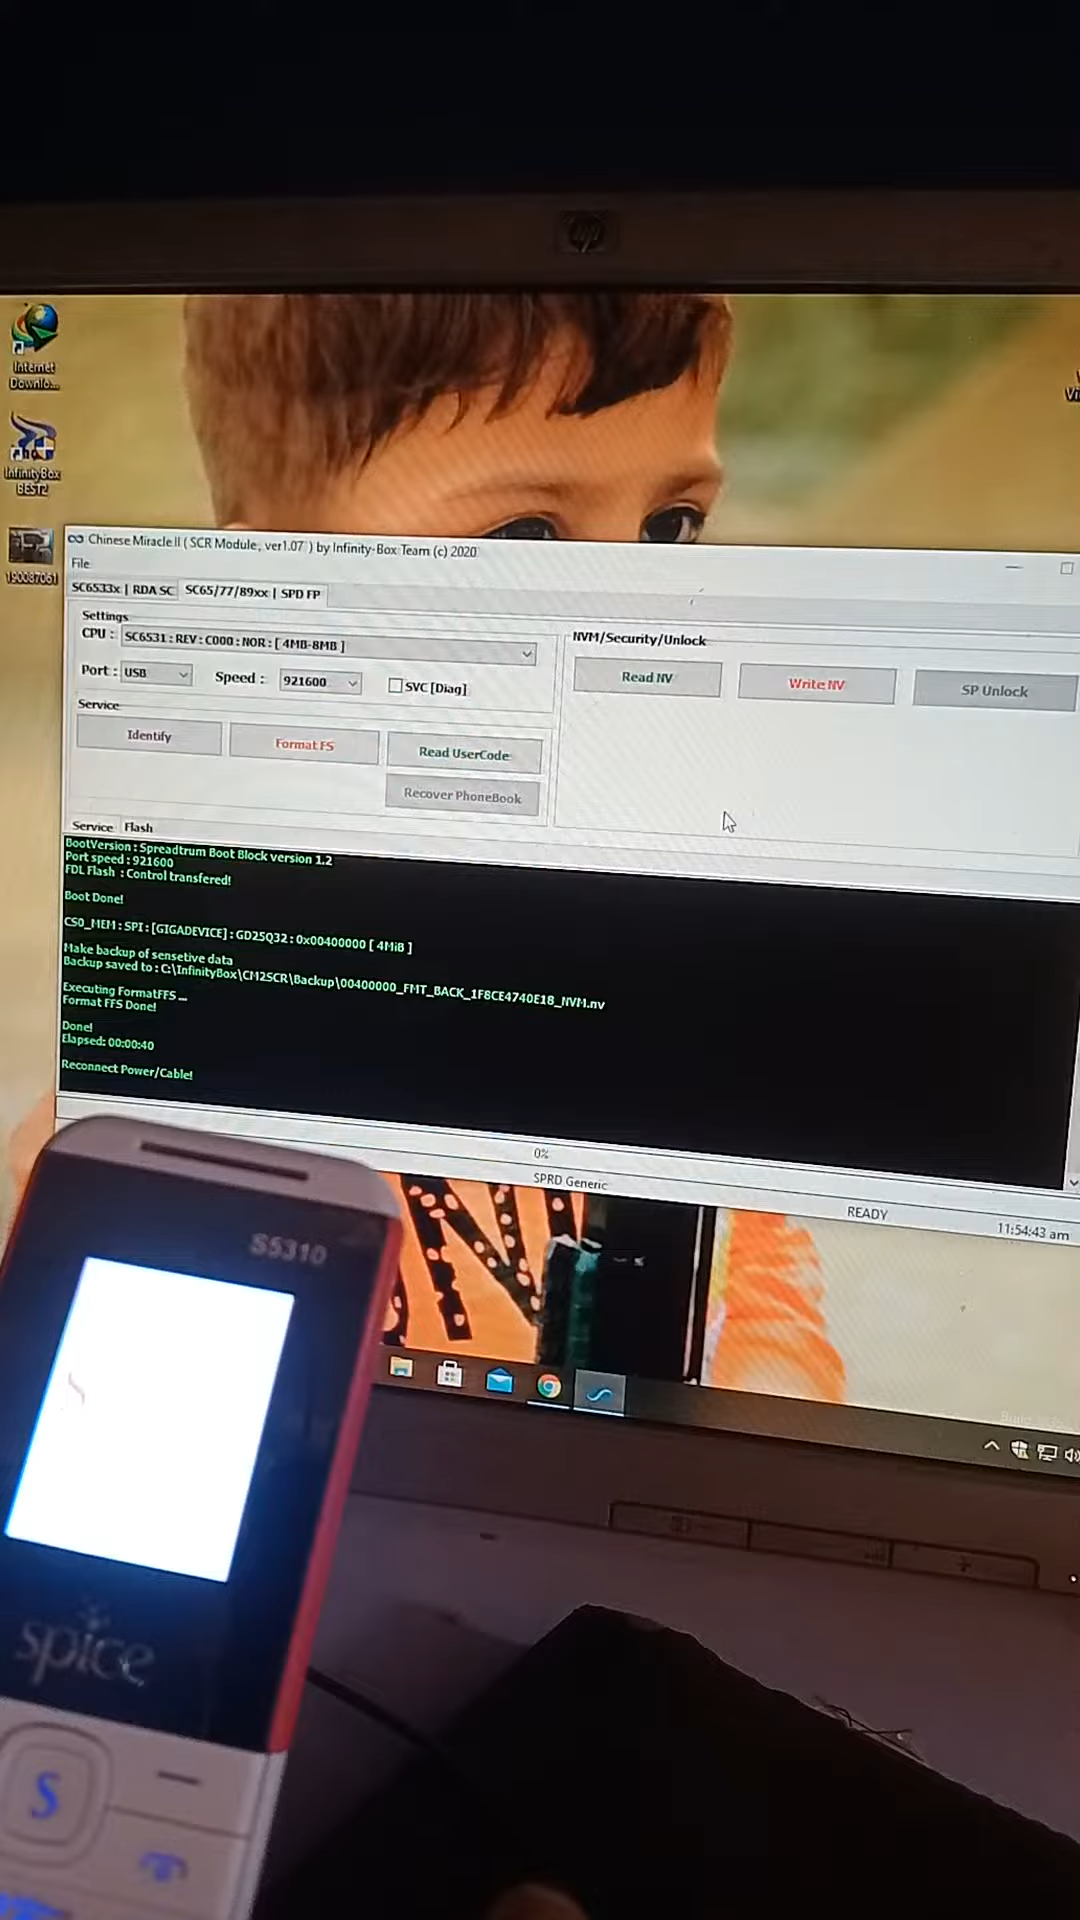 hp
Internet
Downlo...
Vi
InfinityBox
BEST2
190087061
Chinese Miracle II ( SCR Module, ver1.07 ) by Infinity-Box Team (c) 2020
File
SC6533x | RDA SC
SC65/77/89xx | SPD FP
Settings
CPU :
SC6531 : REV : C000 : NOR : [ 4MB-8MB ]
Port :
USB
Speed :
921600
SVC [Diag]
NVM/Security/Unlock
Read NV
Write NV
SP Unlock
Service
Identify
Format FS
Read UserCode
Recover PhoneBook
Service
Flash
BootVersion : Spreadtrum Boot Block version 1.2
Port speed : 921600
FDL Flash : Control transfered!
Boot Done!
CS0_MEM : SPI : [GIGADEVICE] : GD25Q32 : 0x00400000 [ 4MiB ]
Make backup of sensetive data
Backup saved to : C:\InfinityBox\CM2SCR\Backup\00400000_FMT_BACK_1F8CE4740E18_NVM.nv
Executing FormatFFS ...
Format FFS Done!
Done!
Elapsed: 00:00:40
Reconnect Power/Cable!
0%
SPRD Generic
READY
11:54:43 am
S5310
spice
S